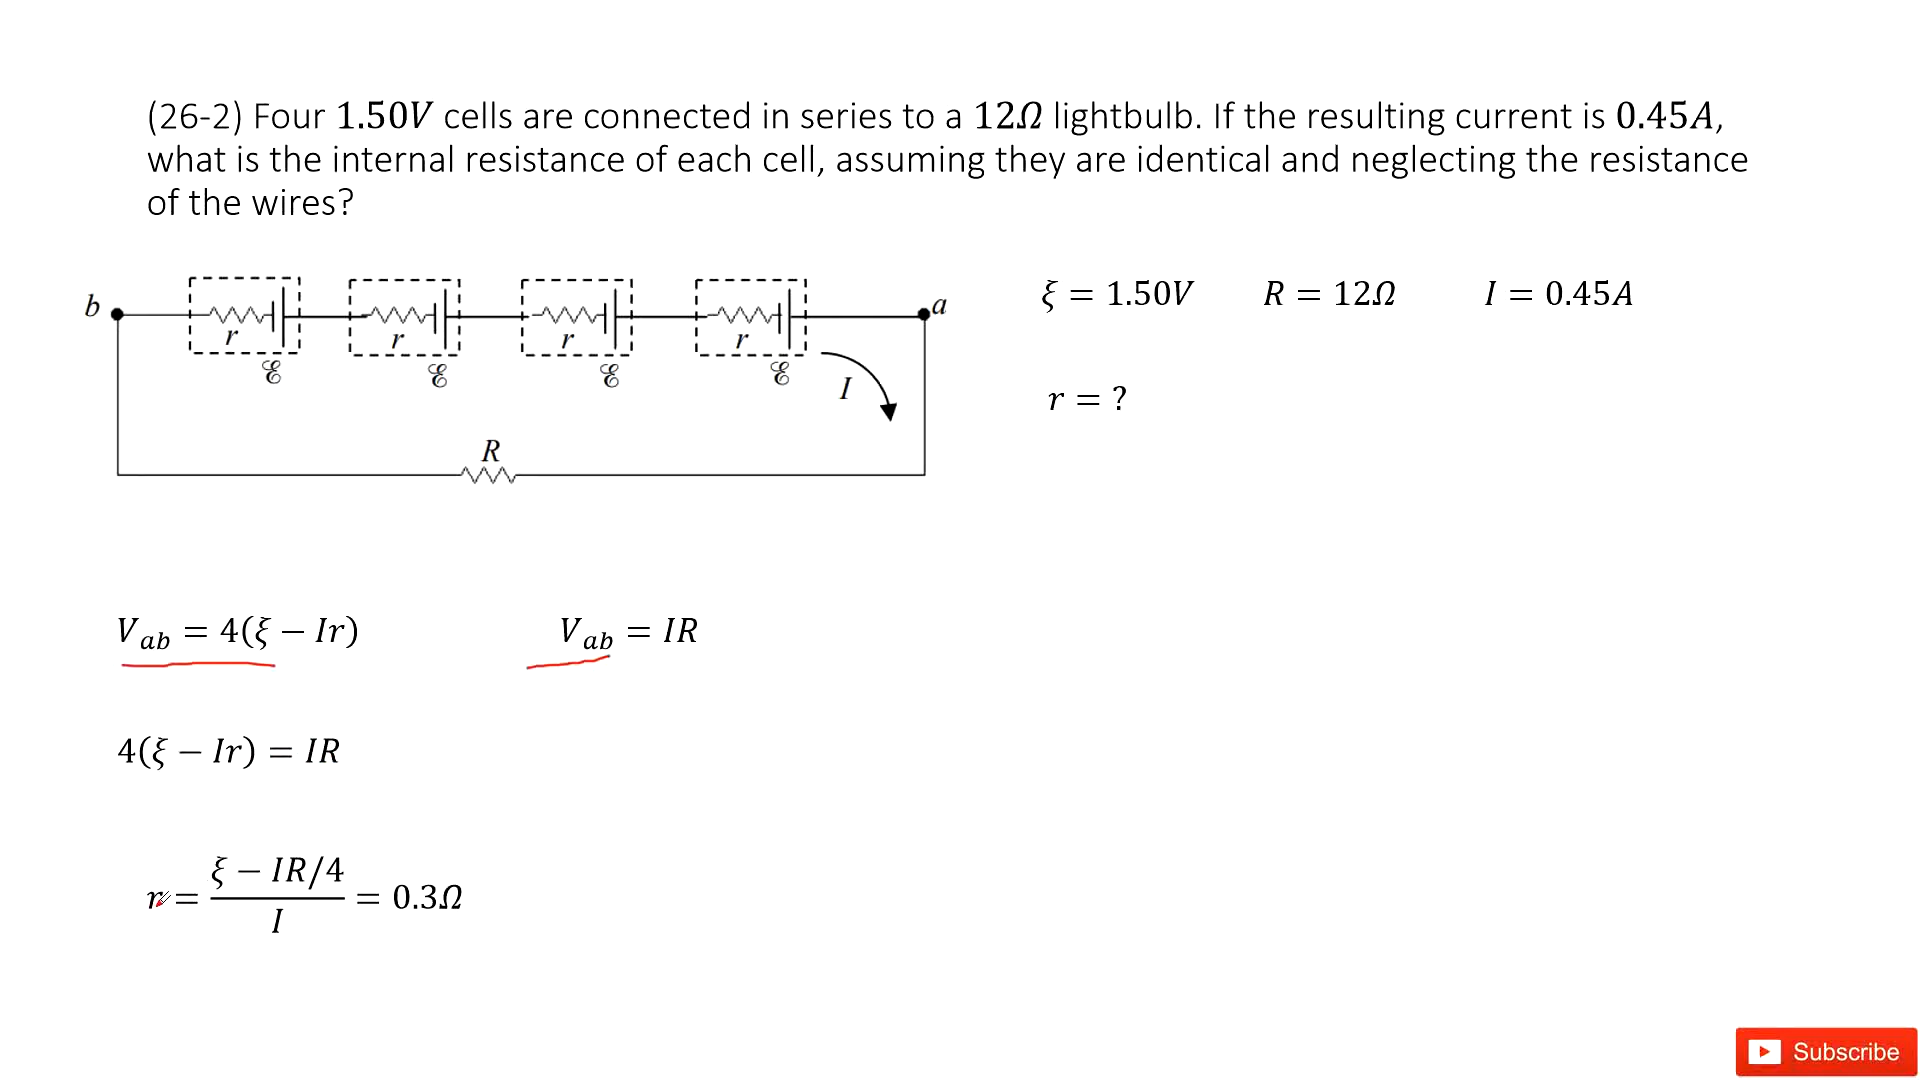 (26-2) Four 1.50V cells are connected in series to a 12Ω lightbulb. If the resulting current is 0.45A,
what is the internal resistance of each cell, assuming they are identical and neglecting the resistance
of the wires?
b r ℰ r ℰ r ℰ r ℰ I a
R
ξ = 1.50V R = 12Ω I = 0.45A
r = ?
V_ab = 4(ξ − Ir) V_ab = IR
4(ξ − Ir) = IR
r = (ξ − IR/4)/I = 0.3Ω
Subscribe